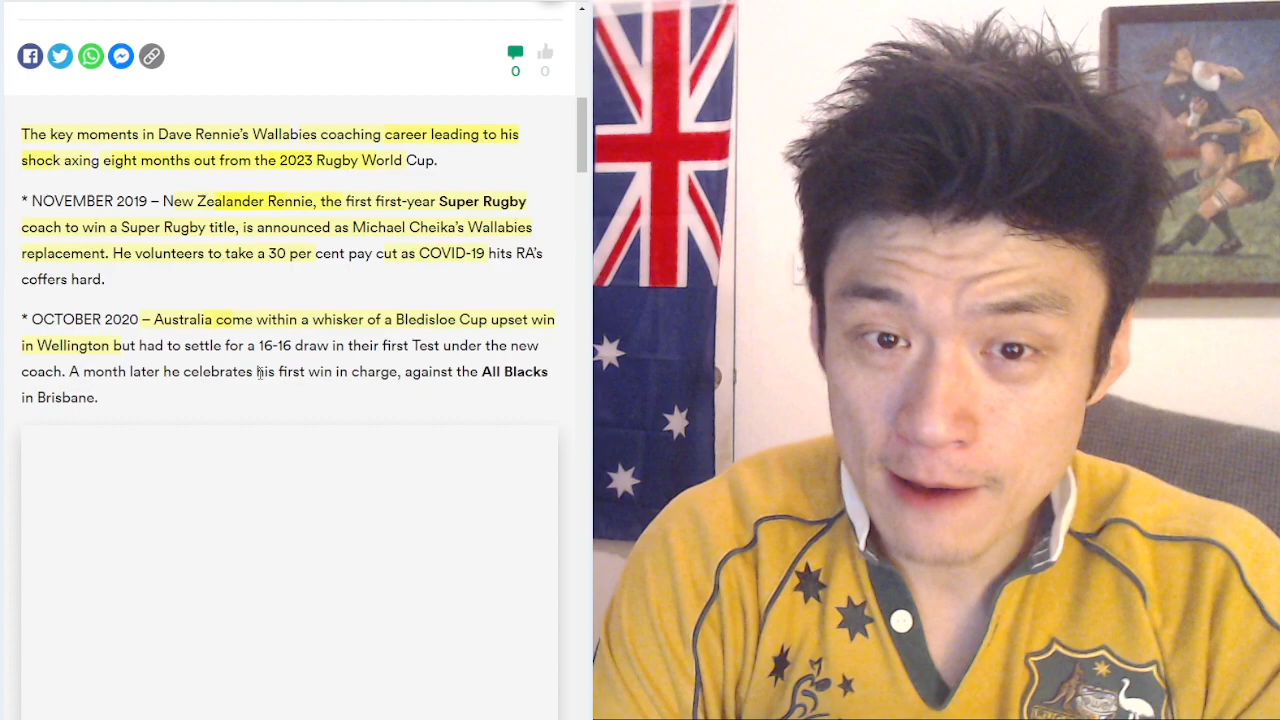 0
0
The key moments in Dave Rennie’s Wallabies coaching career leading to his
shock axing eight months out from the 2023 Rugby World Cup.
* NOVEMBER 2019 – New Zealander Rennie, the first first-year Super Rugby
coach to win a Super Rugby title, is announced as Michael Cheika’s Wallabies
replacement. He volunteers to take a 30 per cent pay cut as COVID-19 hits RA’s
coffers hard.
* OCTOBER 2020 – Australia come within a whisker of a Bledisloe Cup upset win
in Wellington but had to settle for a 16-16 draw in their first Test under the new
coach. A month later he celebrates his first win in charge, against the All Blacks
in Brisbane.